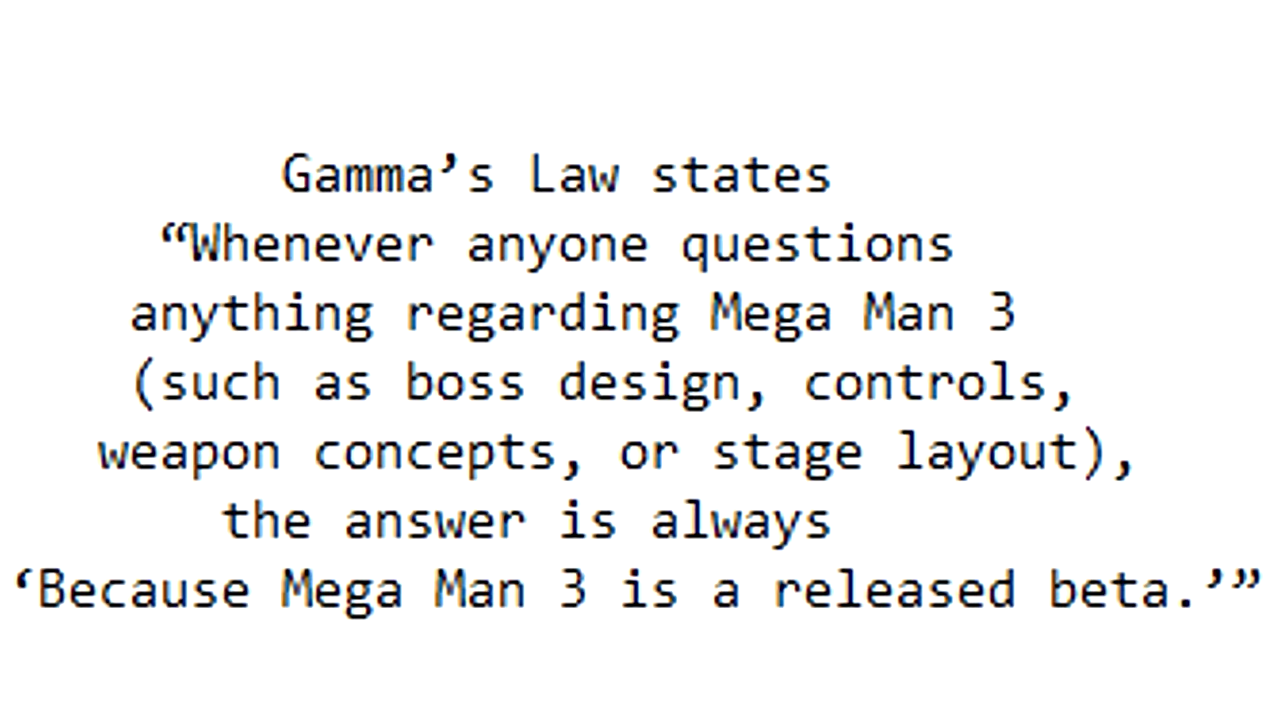 Gamma’s Law states
“Whenever anyone questions
anything regarding Mega Man 3
(such as boss design, controls,
weapon concepts, or stage layout),
the answer is always
‘Because Mega Man 3 is a released beta.’”